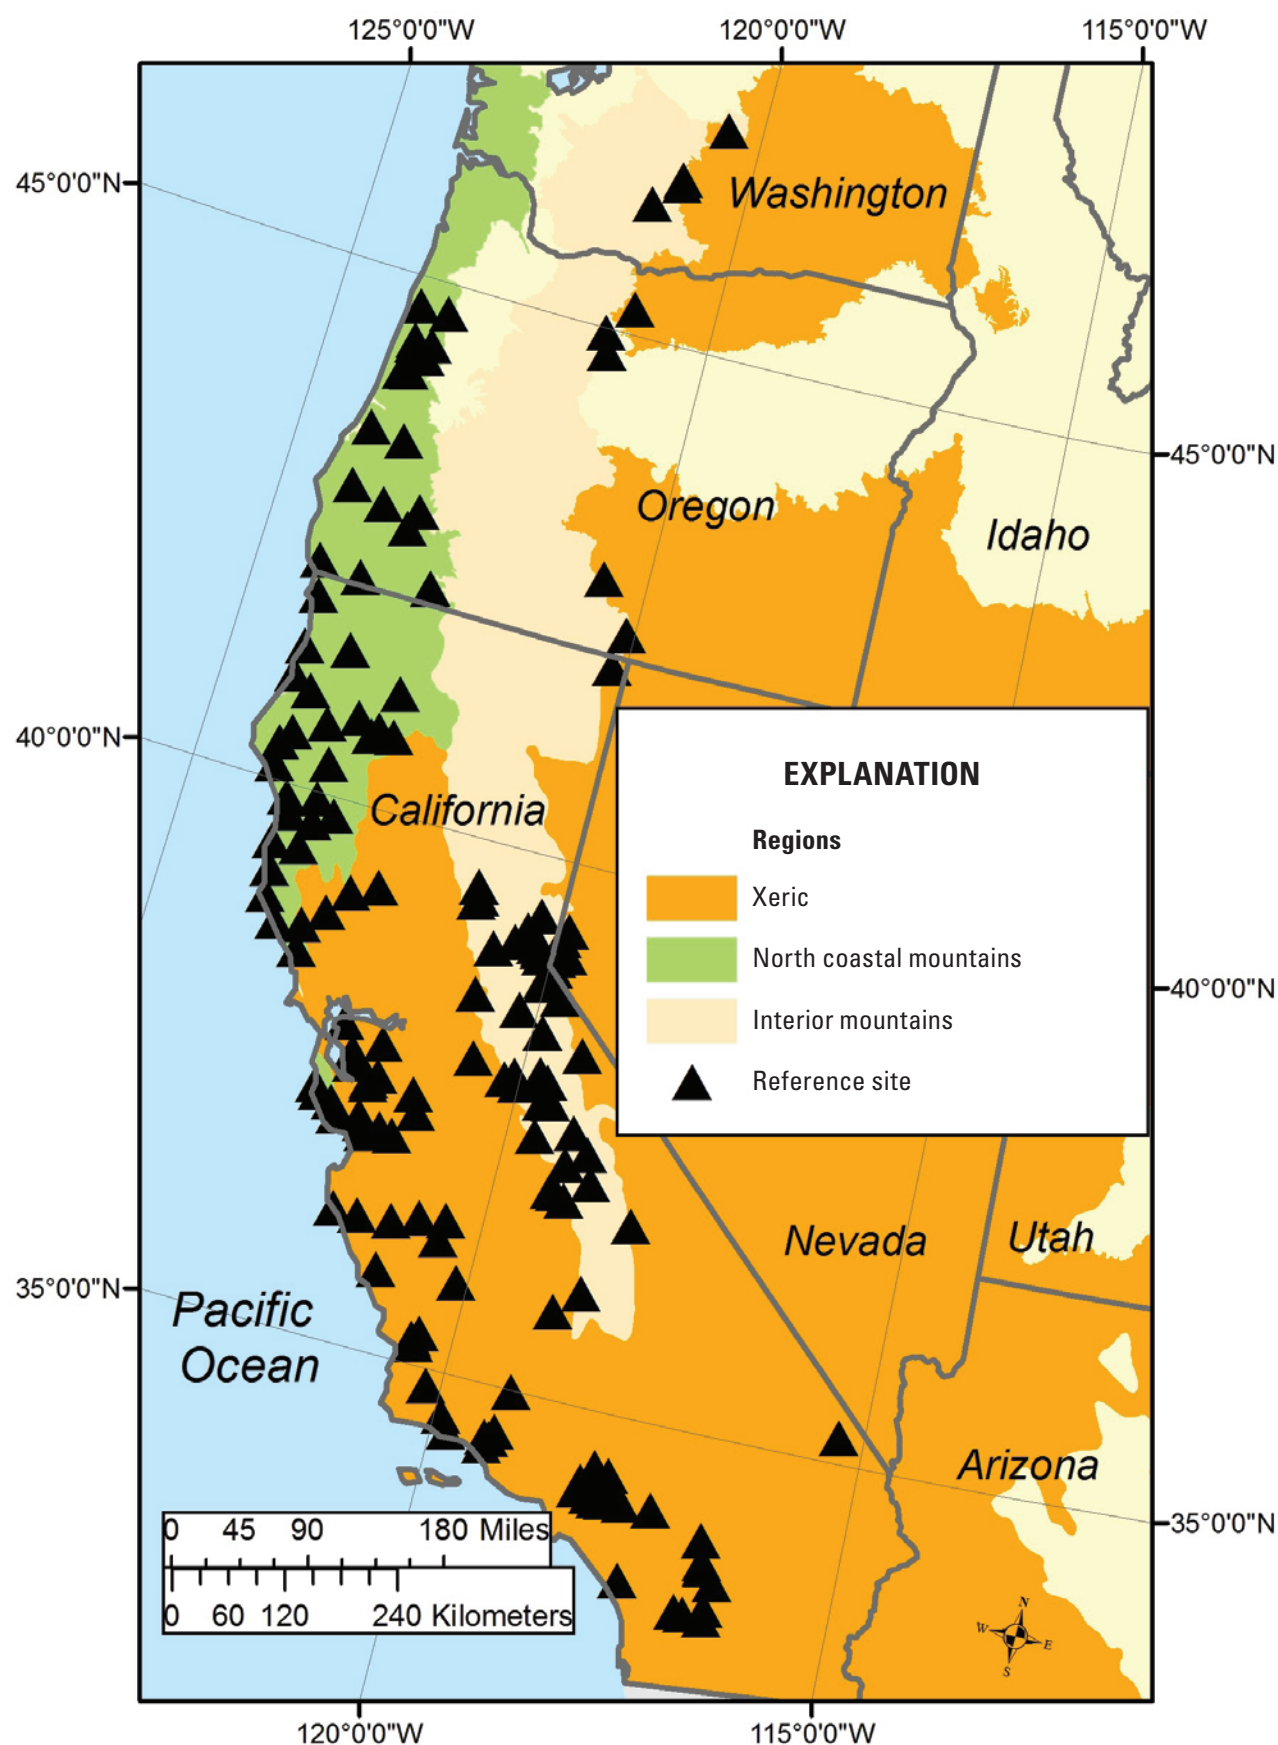 125°0'0"W
120°0'0"W
115°0'0"W
45°0'0"N
Washington
45°0'0"N
Oregon
Idaho
40°0'0"N
California
EXPLANATION
Regions
Xeric
North coastal mountains
Interior mountains
Reference site
40°0'0"N
Nevada
Utah
35°0'0"N
Pacific
Ocean
Arizona
35°0'0"N
0 45 90 180 Miles
0 60 120 240 Kilometers
N
W
E
S
120°0'0"W
115°0'0"W